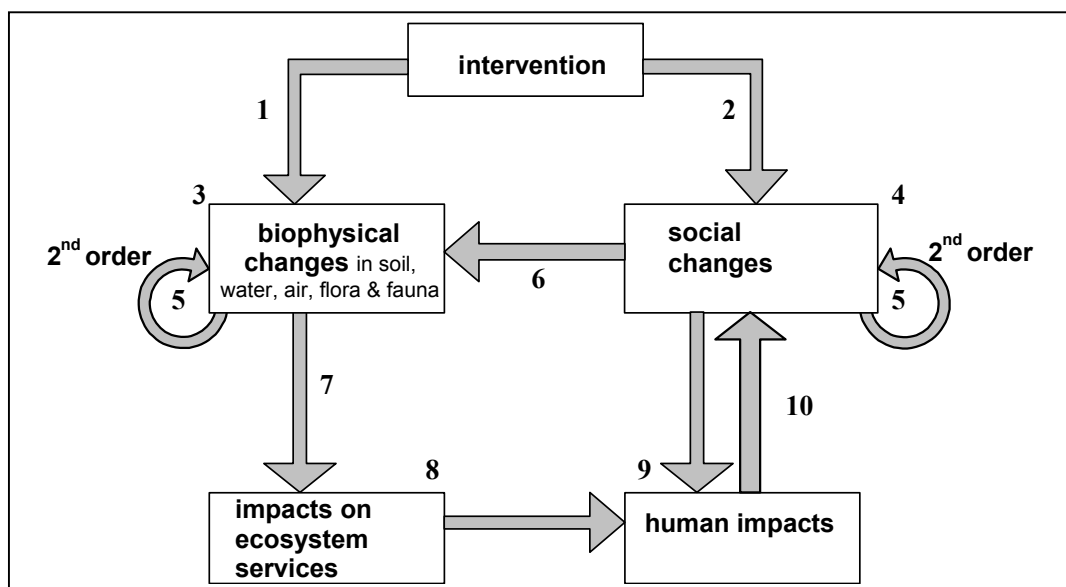 intervention
1
2
3
4
biophysical
changes in soil,
water, air, flora & fauna
social
changes
2nd order
2nd order
5
5
6
7
10
8
9
impacts on
ecosystem
services
human impacts